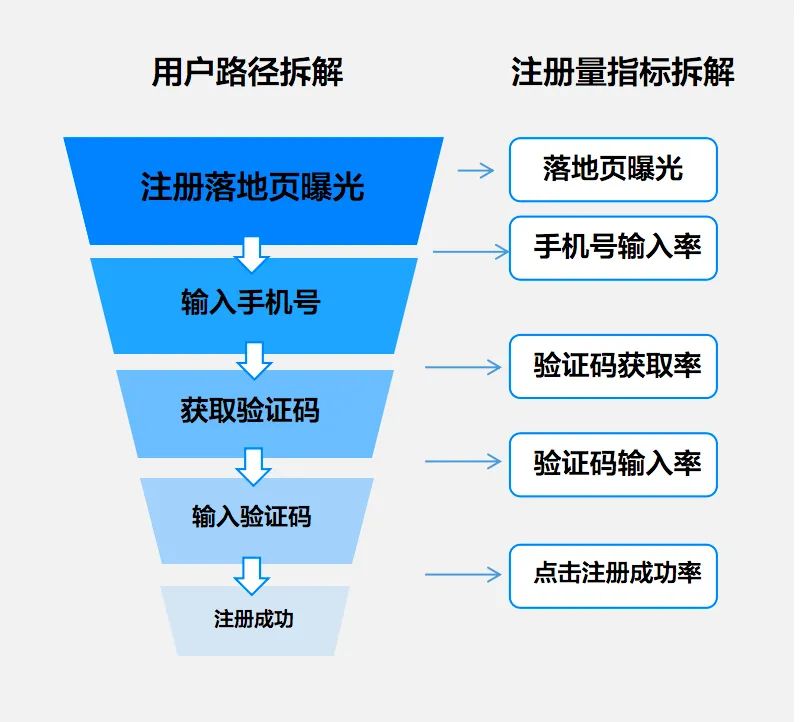 用户路径拆解
注册量指标拆解
注册落地页曝光
落地页曝光
手机号输入率
输入手机号
验证码获取率
获取验证码
验证码输入率
输入验证码
点击注册成功率
注册成功